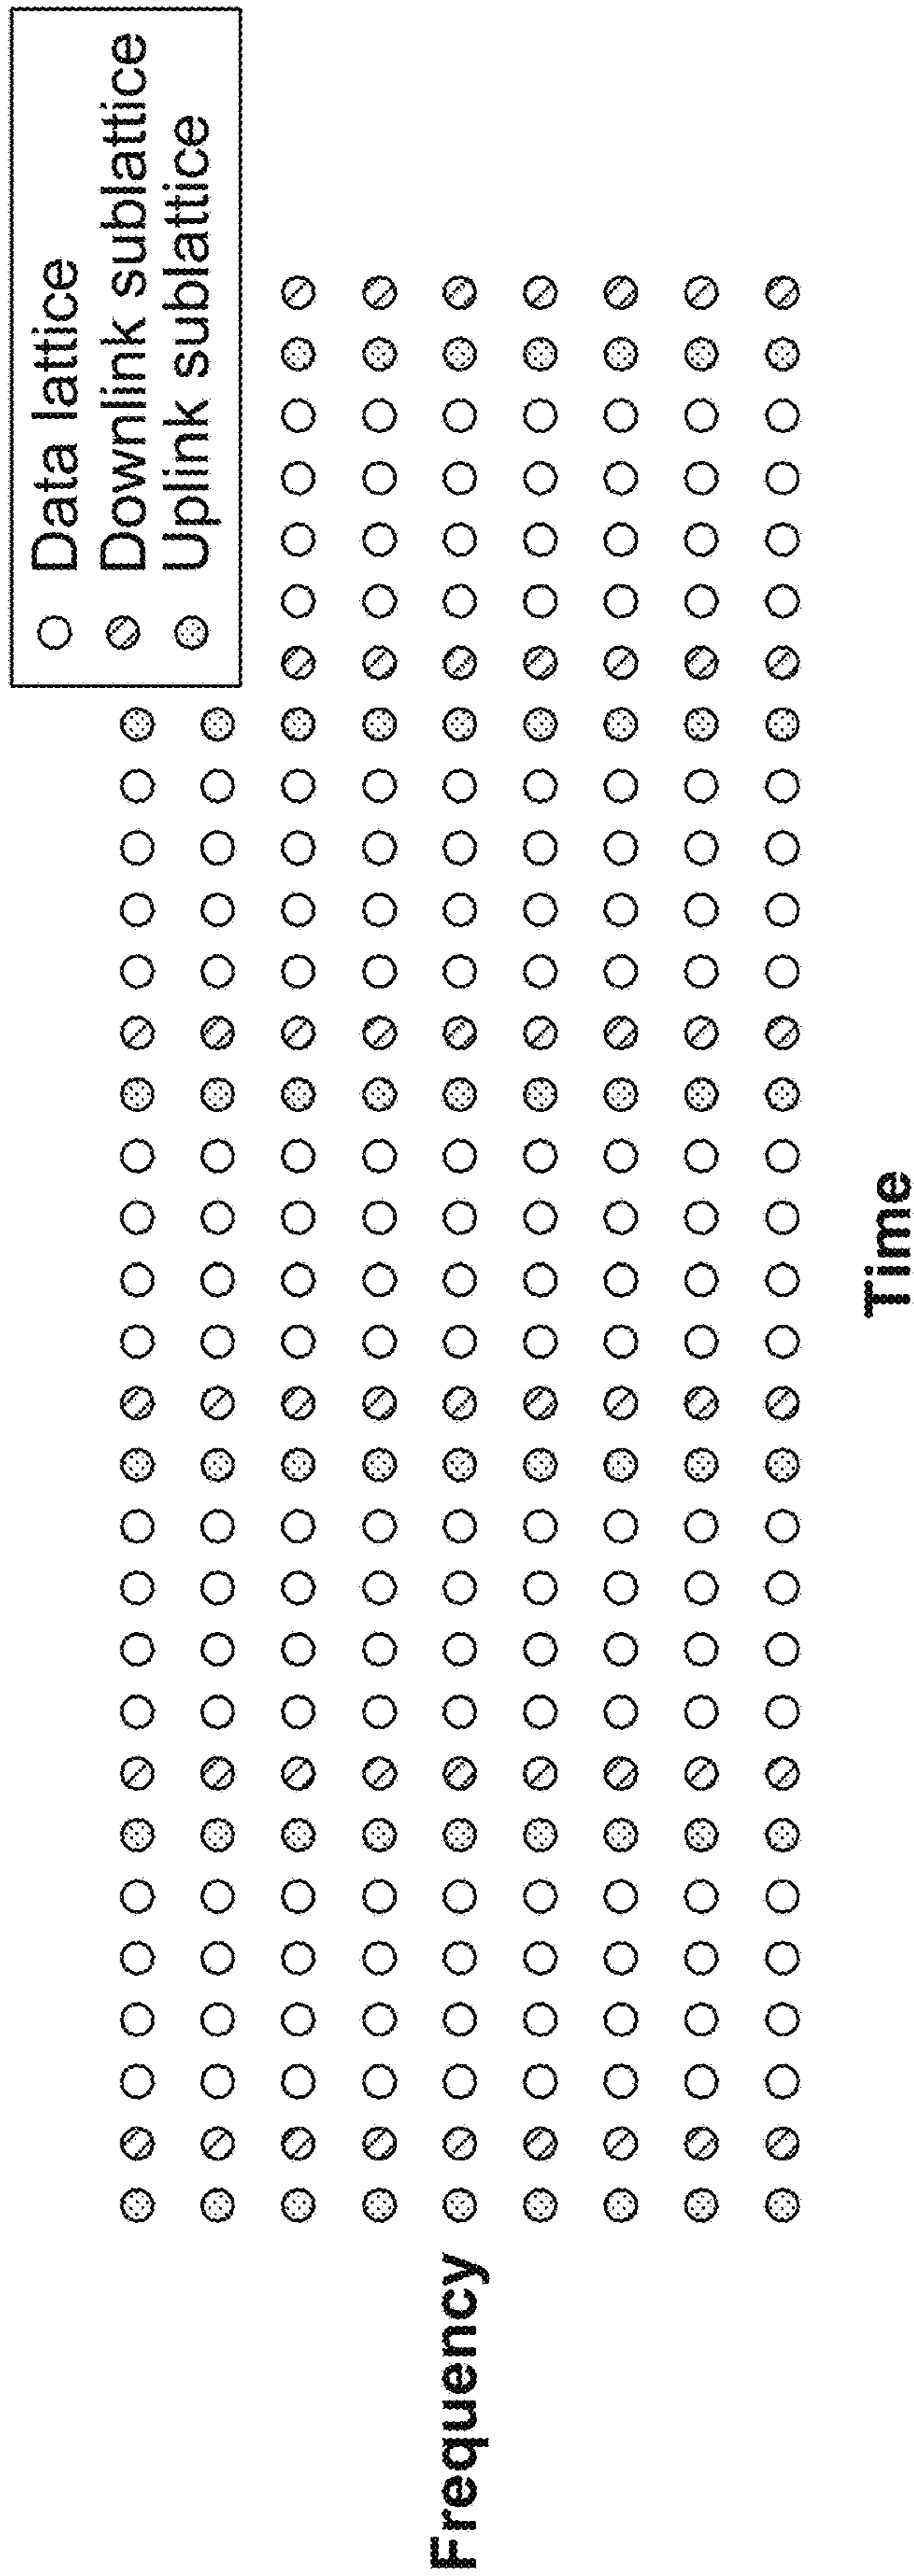 Data lattice
Downlink sublattice
Uplink sublattice
Frequency
Time